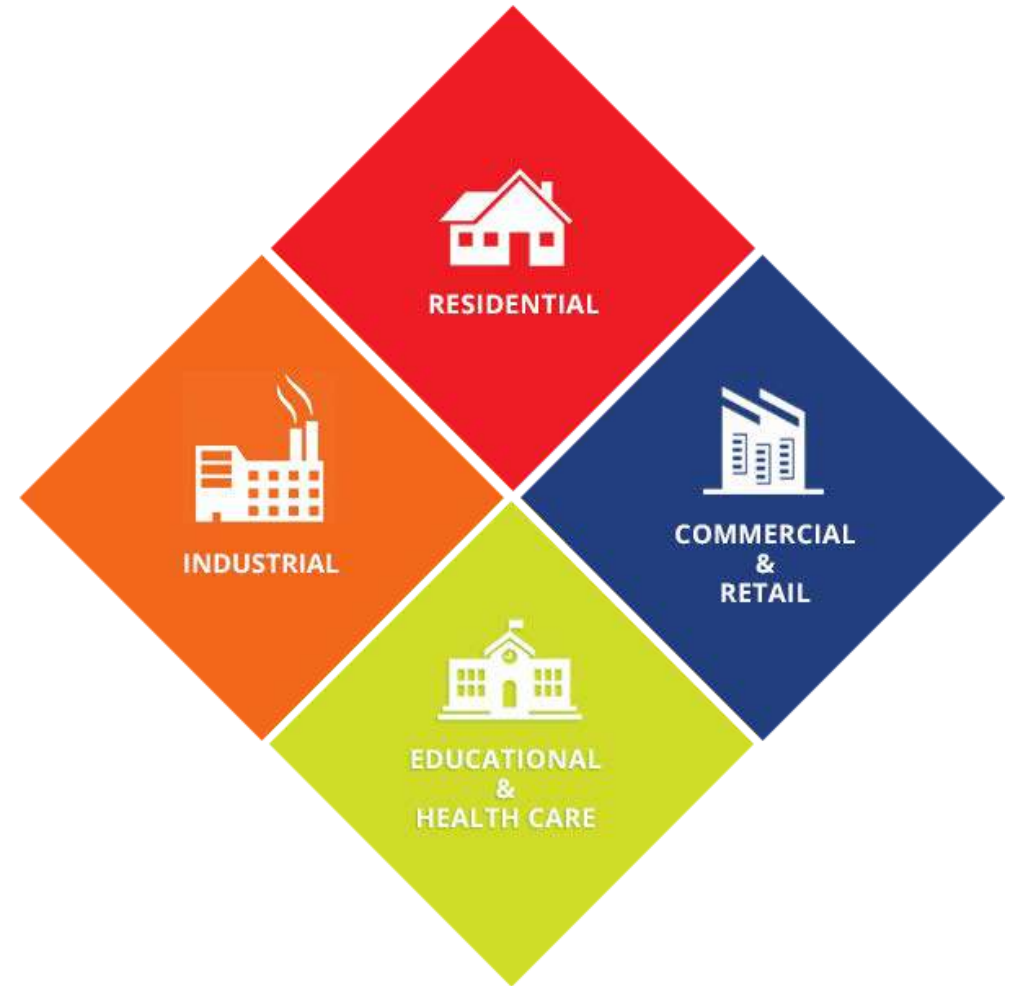 RESIDENTIAL
INDUSTRIAL
COMMERCIAL
&
RETAIL
EDUCATIONAL
&
HEALTH CARE